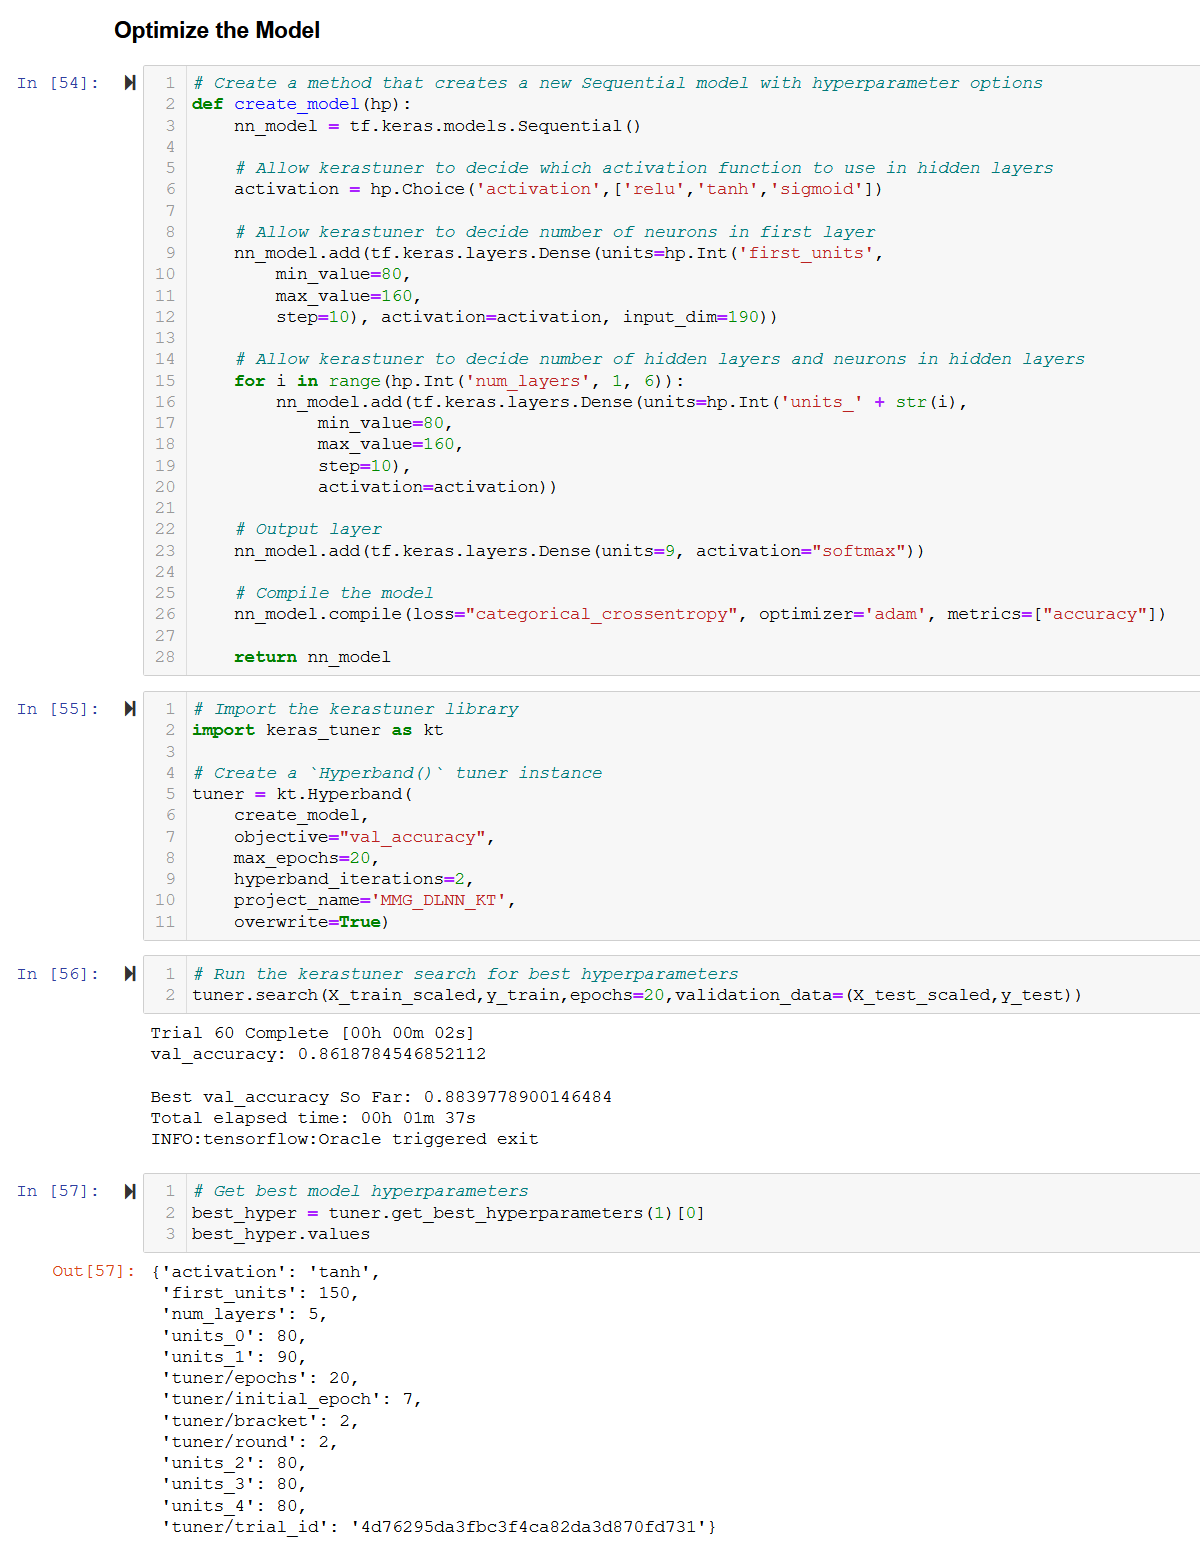 Optimize the Model
In [54]:
1 # Create a method that creates a new Sequential model with hyperparameter options
2 def create_model(hp):
3     nn_model = tf.keras.models.Sequential()
4
5     # Allow kerastuner to decide which activation function to use in hidden layers
6     activation = hp.Choice('activation',['relu','tanh','sigmoid'])
7
8     # Allow kerastuner to decide number of neurons in first layer
9     nn_model.add(tf.keras.layers.Dense(units=hp.Int('first_units',
10         min_value=80,
11         max_value=160,
12         step=10), activation=activation, input_dim=190))
13
14     # Allow kerastuner to decide number of hidden layers and neurons in hidden layers
15     for i in range(hp.Int('num_layers', 1, 6)):
16         nn_model.add(tf.keras.layers.Dense(units=hp.Int('units_' + str(i),
17             min_value=80,
18             max_value=160,
19             step=10),
20             activation=activation))
21
22     # Output layer
23     nn_model.add(tf.keras.layers.Dense(units=9, activation="softmax"))
24
25     # Compile the model
26     nn_model.compile(loss="categorical_crossentropy", optimizer='adam', metrics=["accuracy"])
27
28     return nn_model
In [55]:
1 # Import the kerastuner library
2 import keras_tuner as kt
3
4 # Create a `Hyperband()` tuner instance
5 tuner = kt.Hyperband(
6     create_model,
7     objective="val_accuracy",
8     max_epochs=20,
9     hyperband_iterations=2,
10     project_name='MMG_DLNN_KT',
11     overwrite=True)
In [56]:
1 # Run the kerastuner search for best hyperparameters
2 tuner.search(X_train_scaled,y_train,epochs=20,validation_data=(X_test_scaled,y_test))
Trial 60 Complete [00h 00m 02s]
val_accuracy: 0.8618784546852112
Best val_accuracy So Far: 0.8839778900146484
Total elapsed time: 00h 01m 37s
INFO:tensorflow:Oracle triggered exit
In [57]:
1 # Get best model hyperparameters
2 best_hyper = tuner.get_best_hyperparameters(1)[0]
3 best_hyper.values
Out[57]: {'activation': 'tanh',
'first_units': 150,
'num_layers': 5,
'units_0': 80,
'units_1': 90,
'tuner/epochs': 20,
'tuner/initial_epoch': 7,
'tuner/bracket': 2,
'tuner/round': 2,
'units_2': 80,
'units_3': 80,
'units_4': 80,
'tuner/trial_id': '4d76295da3fbc3f4ca82da3d870fd731'}